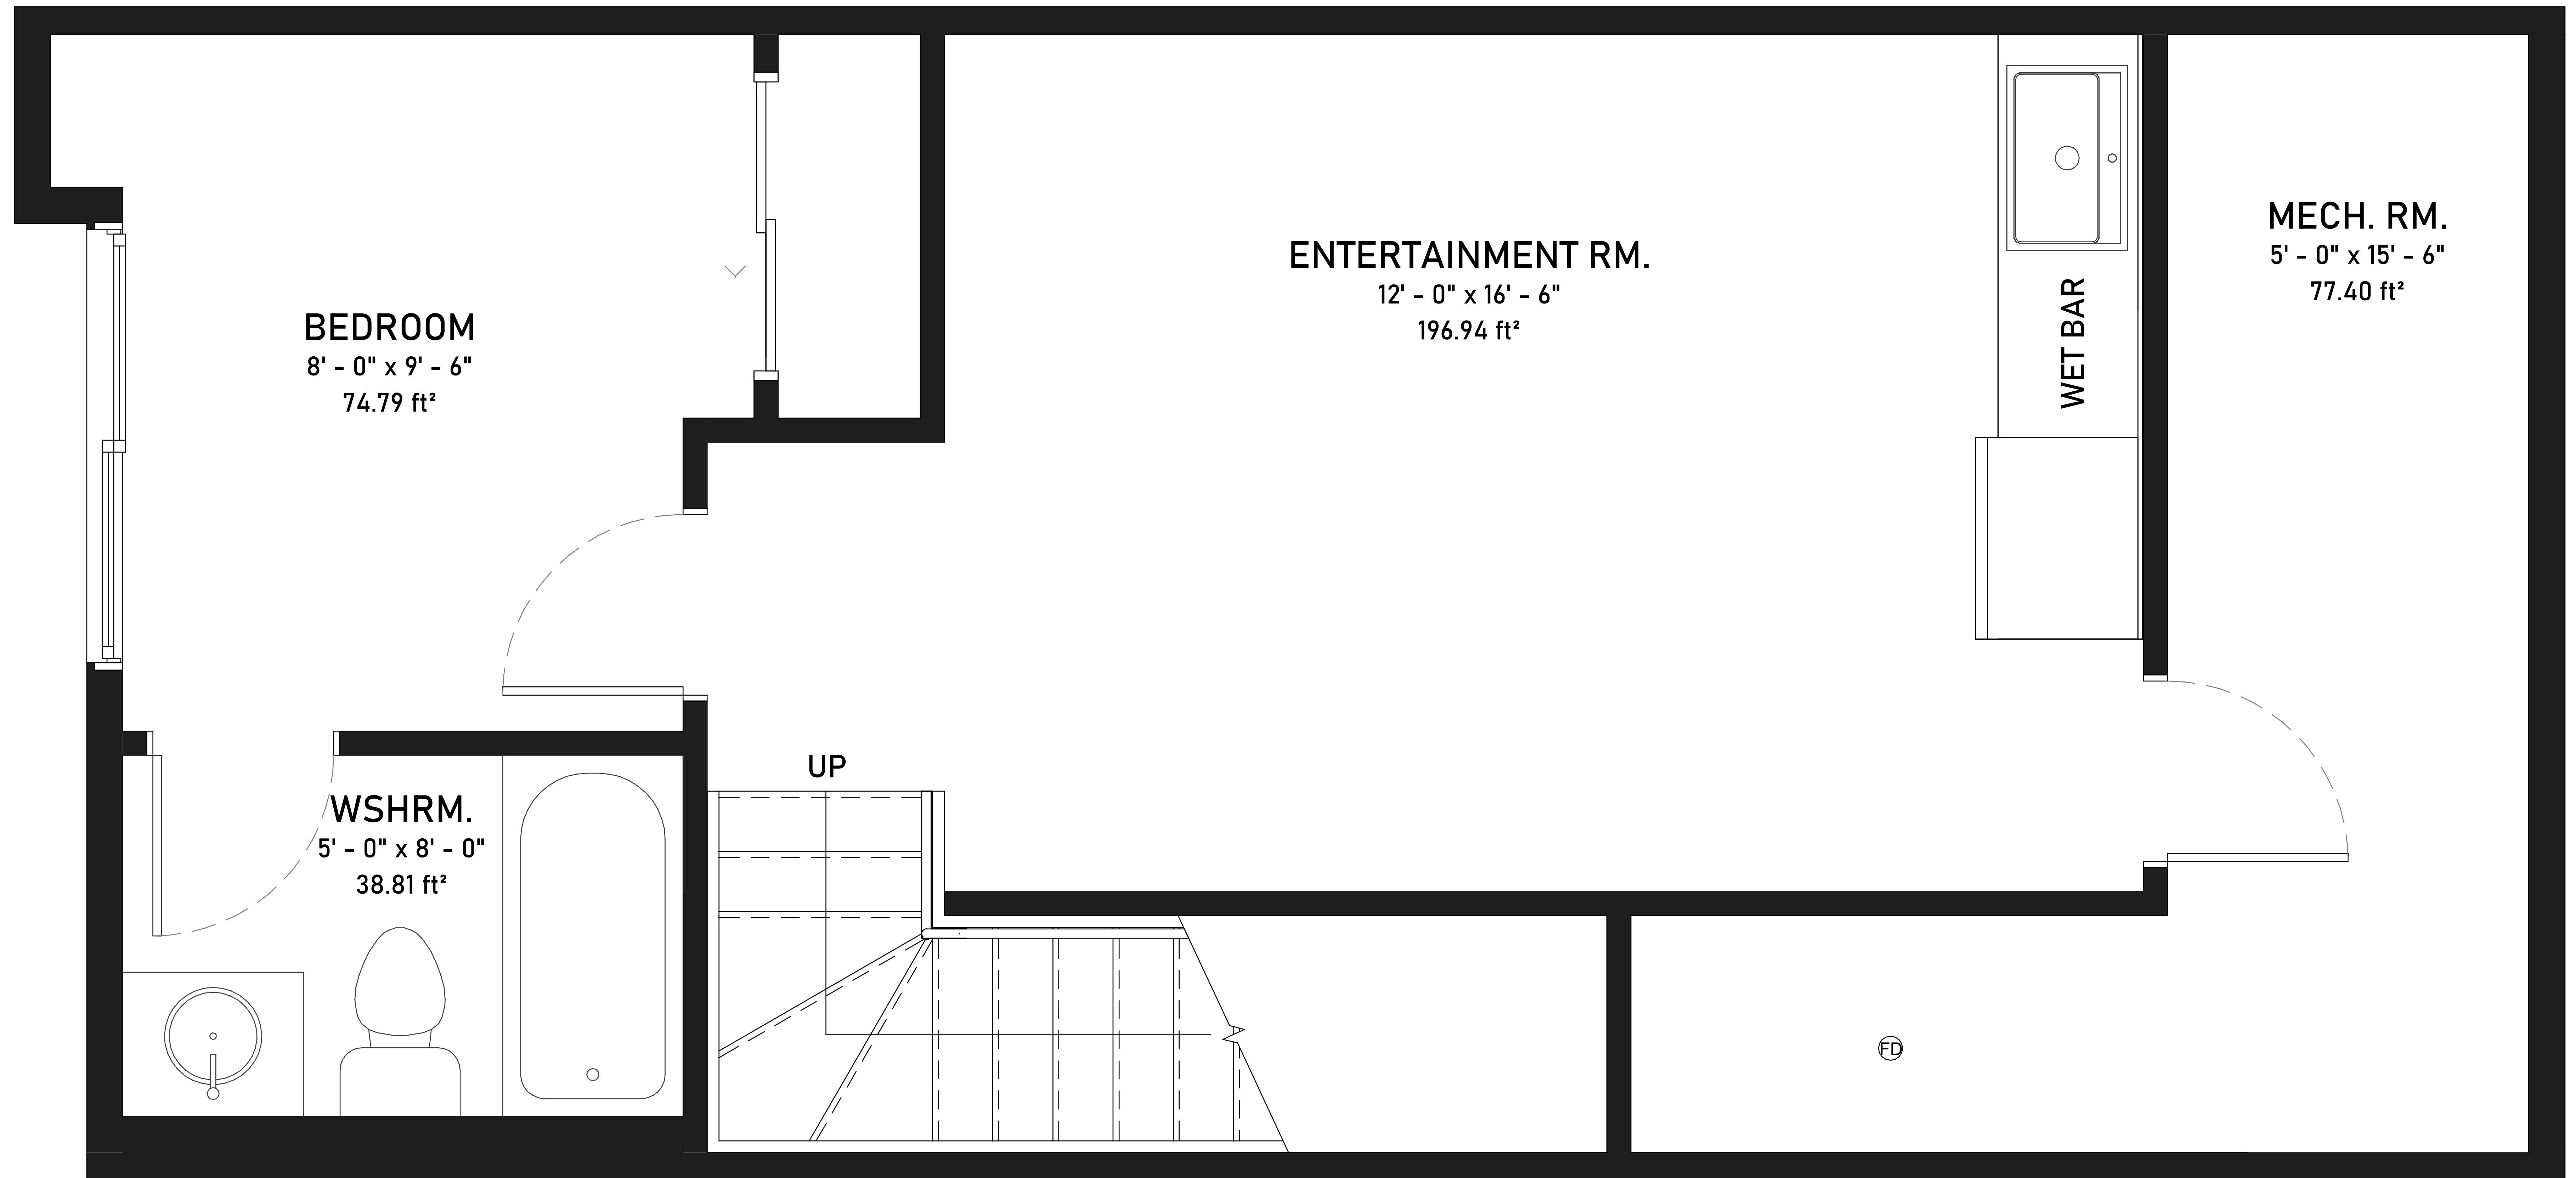 BEDROOM
8' - 0" x 9' - 6"
74.79 ft²
ENTERTAINMENT RM.
12' - 0" x 16' - 6"
196.94 ft²
WET BAR
MECH. RM.
5' - 0" x 15' - 6"
77.40 ft²
UP
WSHRM.
5' - 0" x 8' - 0"
38.81 ft²
FD